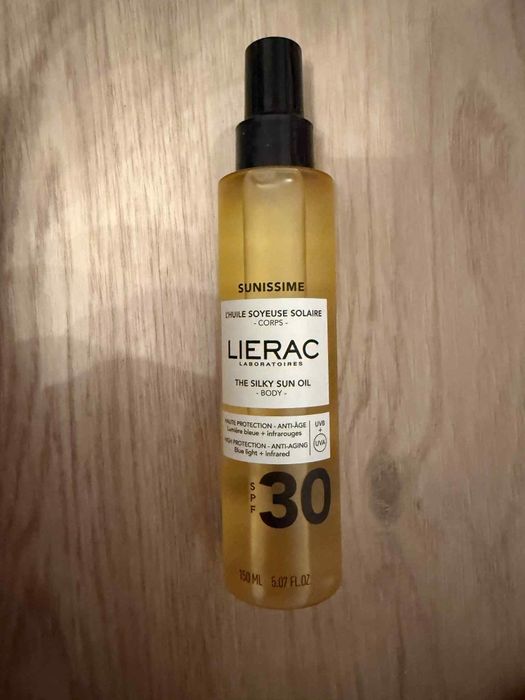 SUNISSIME
L'HUILE SOYEUSE SOLAIRE
- CORPS -
LIERAC
LABORATOIRES
THE SILKY SUN OIL
- BODY -
HAUTE PROTECTION - ANTI-ÂGE
Lumière bleue + infrarouges
HIGH PROTECTION - ANTI-AGING
Blue light + infrared
UVB
+
UVA
SPF
30
150 ML 5.07 FL.OZ